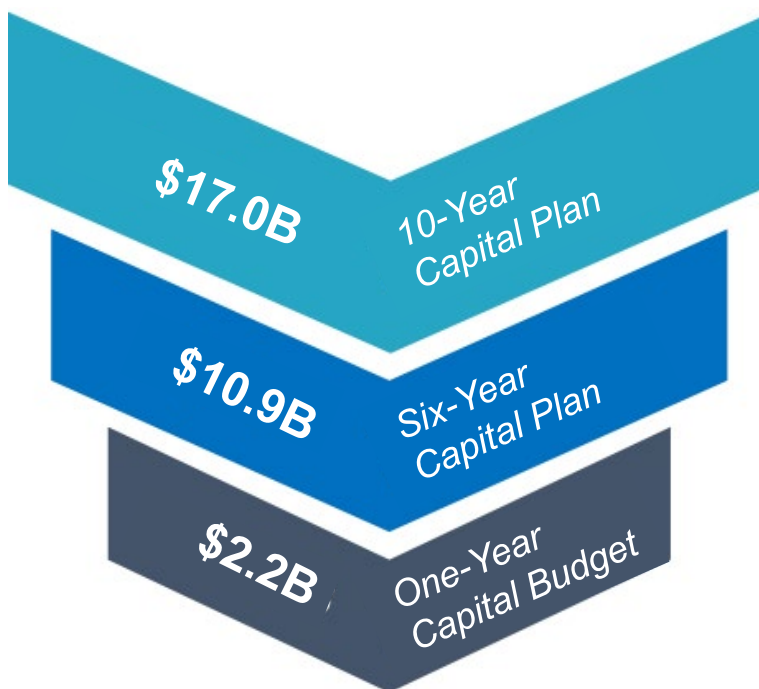 $17.0B
10-Year
Capital Plan
$10.9B
Six-Year
Capital Plan
$2.2B
One-Year
Capital Budget